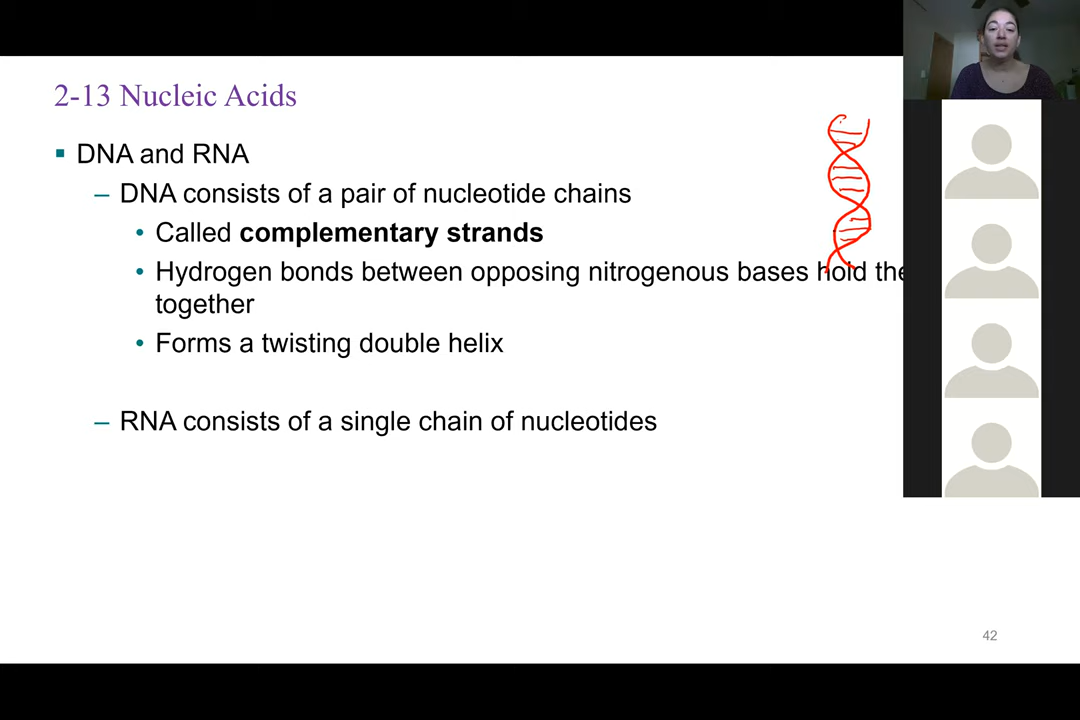 2-13 Nucleic Acids
▪ DNA and RNA
– DNA consists of a pair of nucleotide chains
• Called complementary strands
• Hydrogen bonds between opposing nitrogenous bases hold the
together
• Forms a twisting double helix
– RNA consists of a single chain of nucleotides
42